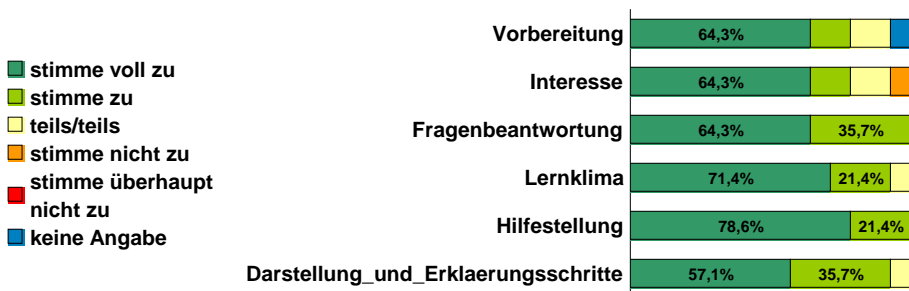 stimme voll zu
stimme zu
teils/teils
stimme nicht zu
stimme überhaupt
nicht zu
keine Angabe
Vorbereitung 64,3%
Interesse 64,3%
Fragenbeantwortung 64,3% 35,7%
Lernklima 71,4% 21,4%
Hilfestellung 78,6% 21,4%
Darstellung_und_Erklaerungsschritte 57,1% 35,7%